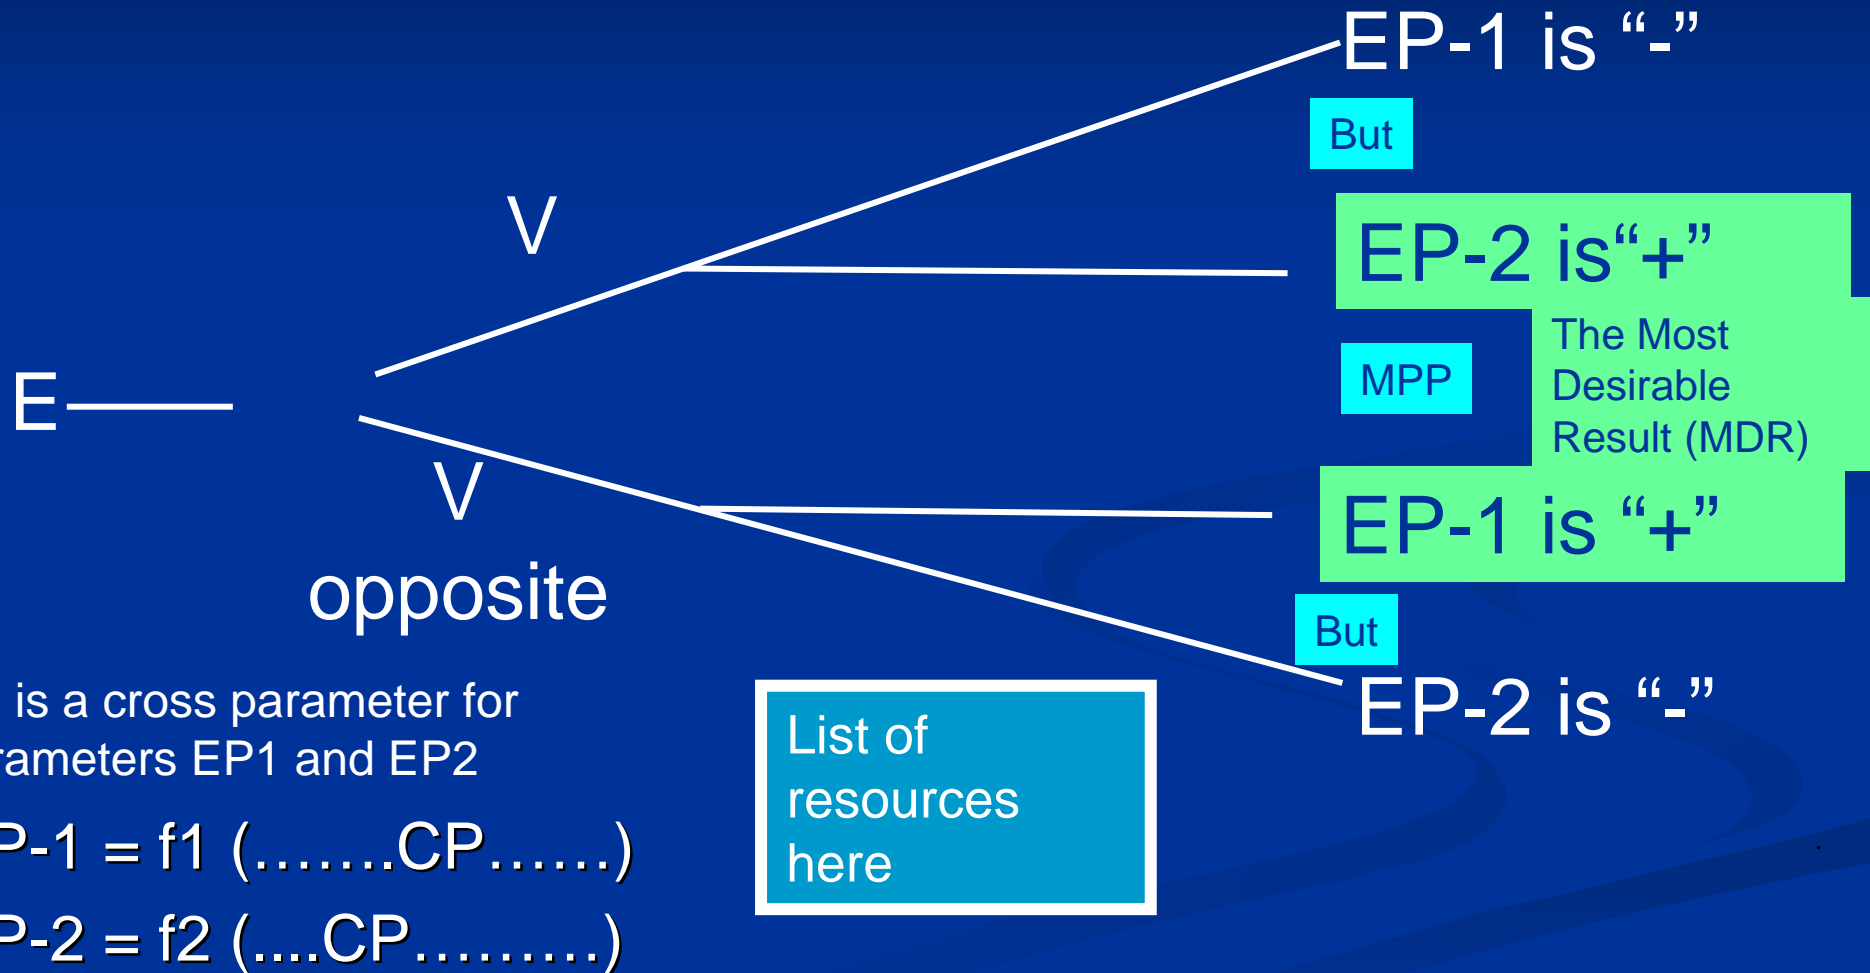 EP-1 is “-”
But
V
EP-2 is“+”
The Most
Desirable
Result (MDR)
MPP
E
V
EP-1 is “+”
opposite
But
EP-2 is “-”
is a cross parameter for
rameters EP1 and EP2
P-1 = f1 (…….CP……)
P-2 = f2 (....CP………)
List of
resources
here